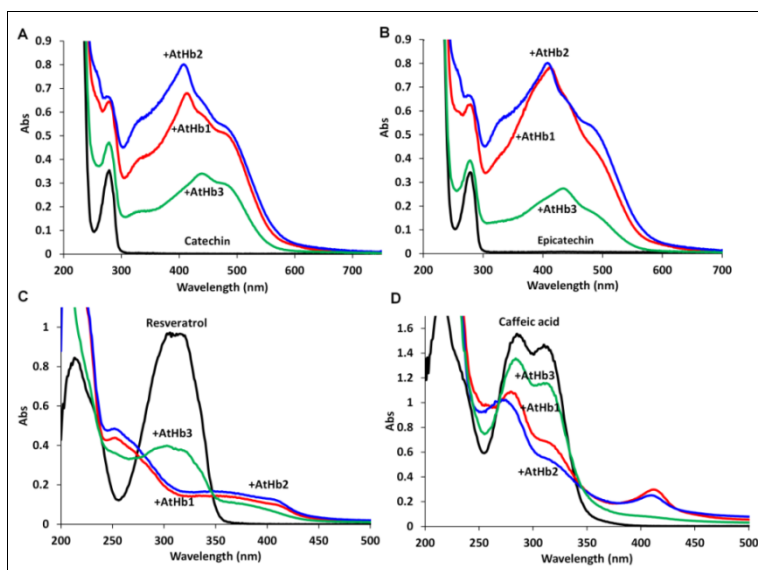 A
0.9
0.8
0.7
0.6
0.5
0.4
0.3
0.2
0.1
0
Abs
+AtHb2
+AtHb1
+AtHb3
Catechin
200 300 400 500 600 700
Wavelength (nm)
B
0.9
0.8
0.7
0.6
0.5
0.4
0.3
0.2
0.1
0
Abs
+AtHb2
+AtHb1
+AtHb3
Epicatechin
200 300 400 500 600 700
Wavelength (nm)
C
1
0.8
0.6
0.4
0.2
0
Abs
Resveratrol
+AtHb3
+AtHb2
+AtHb1
200 250 300 350 400 450 500
Wavelength (nm)
D
1.6
1.4
1.2
1
0.8
0.6
0.4
0.2
0
Abs
Caffeic acid
+AtHb3
+AtHb1
+AtHb2
200 250 300 350 400 450 500
Wavelength (nm)